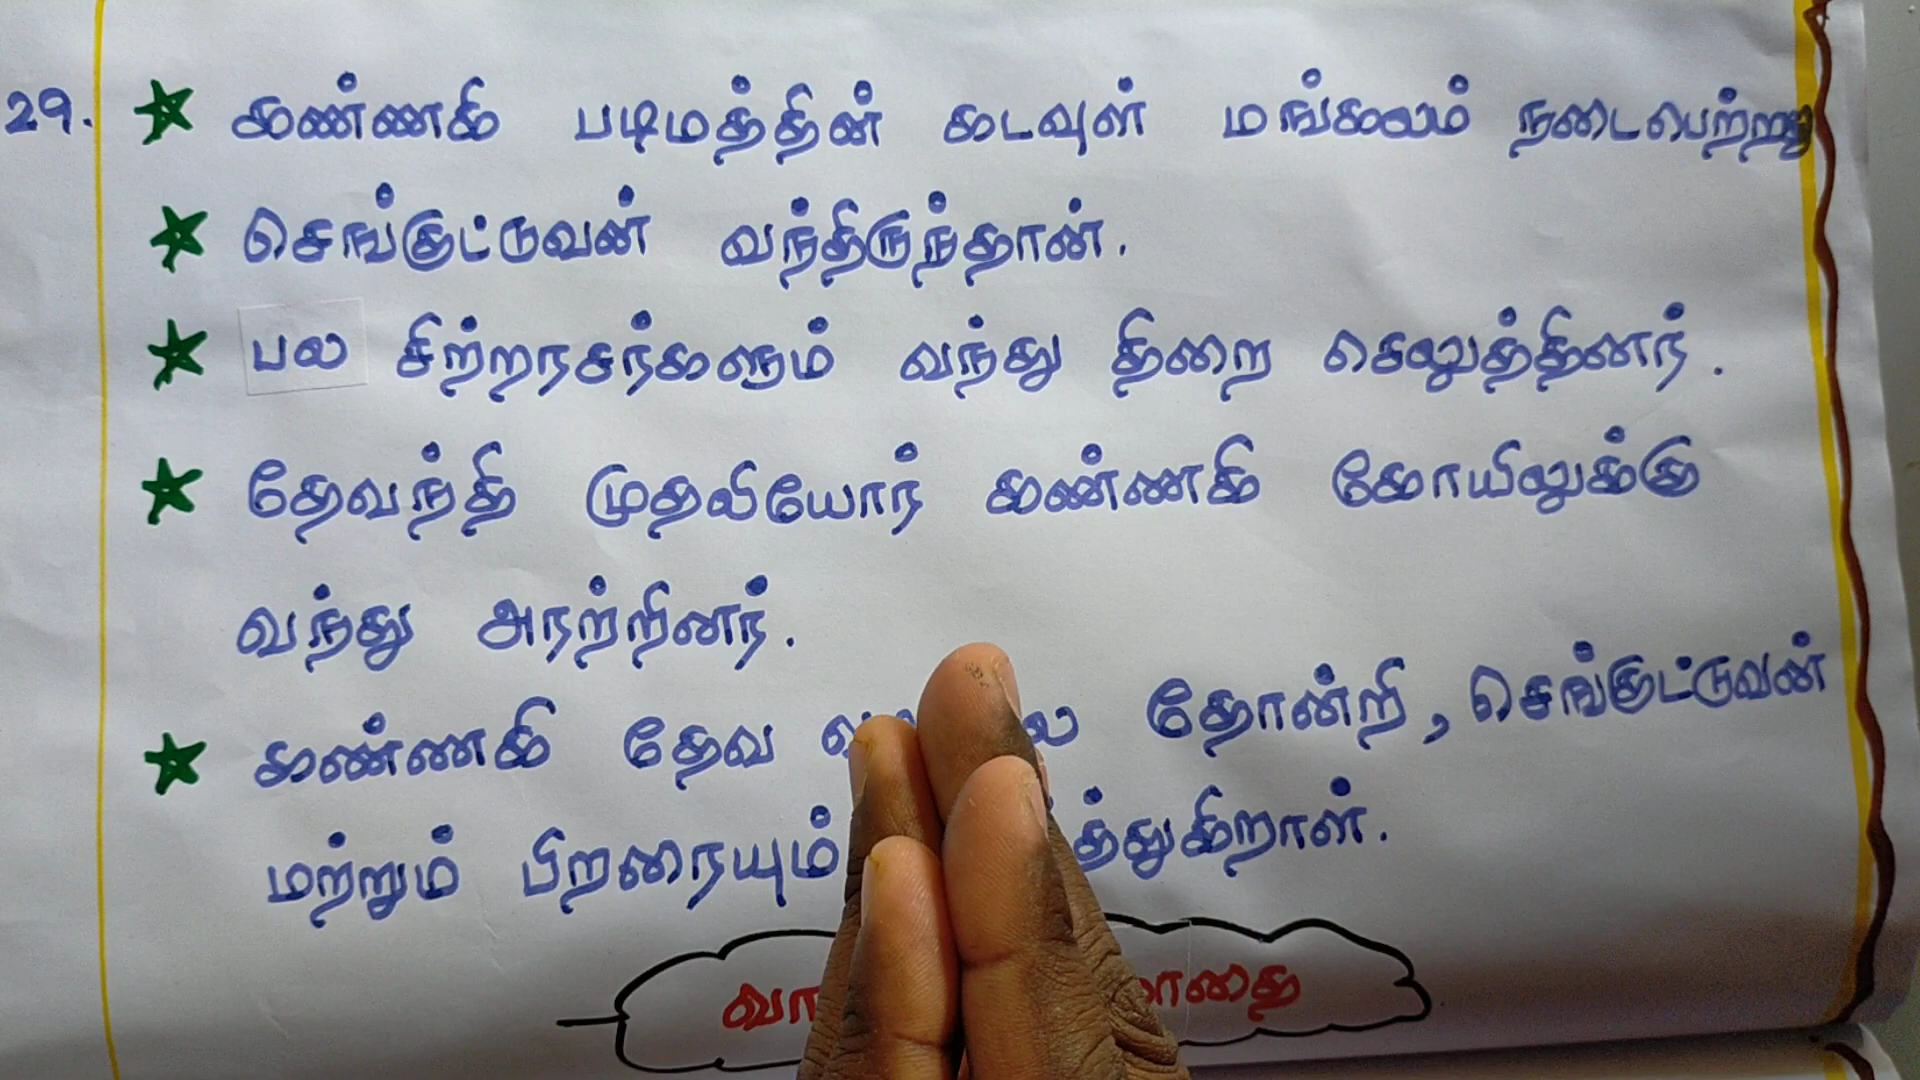 29. ★ கண்ணகி படிமத்தின் கடவுள் மங்கலம் நடைபெற்றது
★ செங்குட்டுவன் வந்திருந்தான்.
★ பல சிற்றரசர்களும் வந்து திறை செலுத்தினர்.
★ தேவந்தி முதலியோர் கண்ணகி கோயிலுக்கு
வந்து அரற்றினர்.
★ கண்ணகி தேவ தோன்றி, செங்குட்டுவன்
மற்றும் பிறரையும்